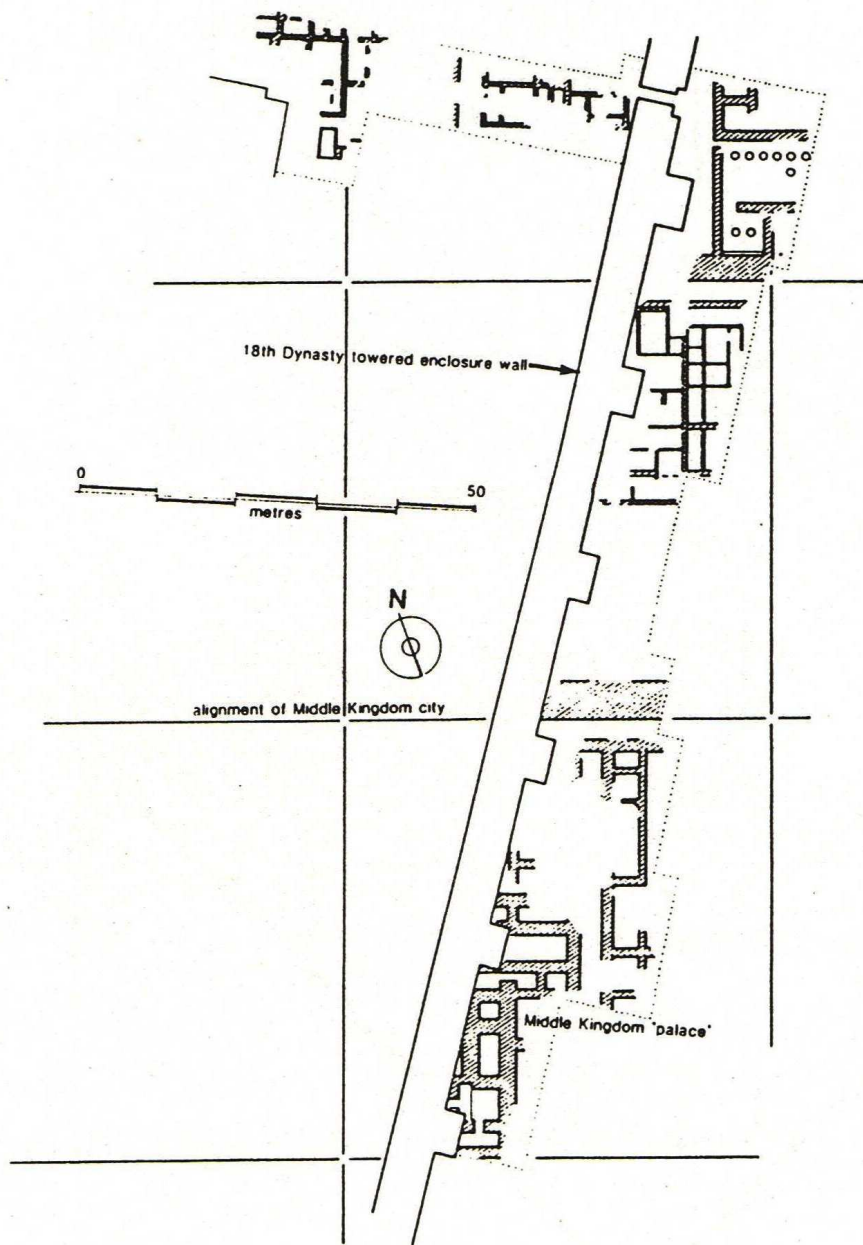 18th Dynasty towered enclosure wall
0
50
metres
N
alignment of Middle Kingdom city
Middle Kingdom 'palace'